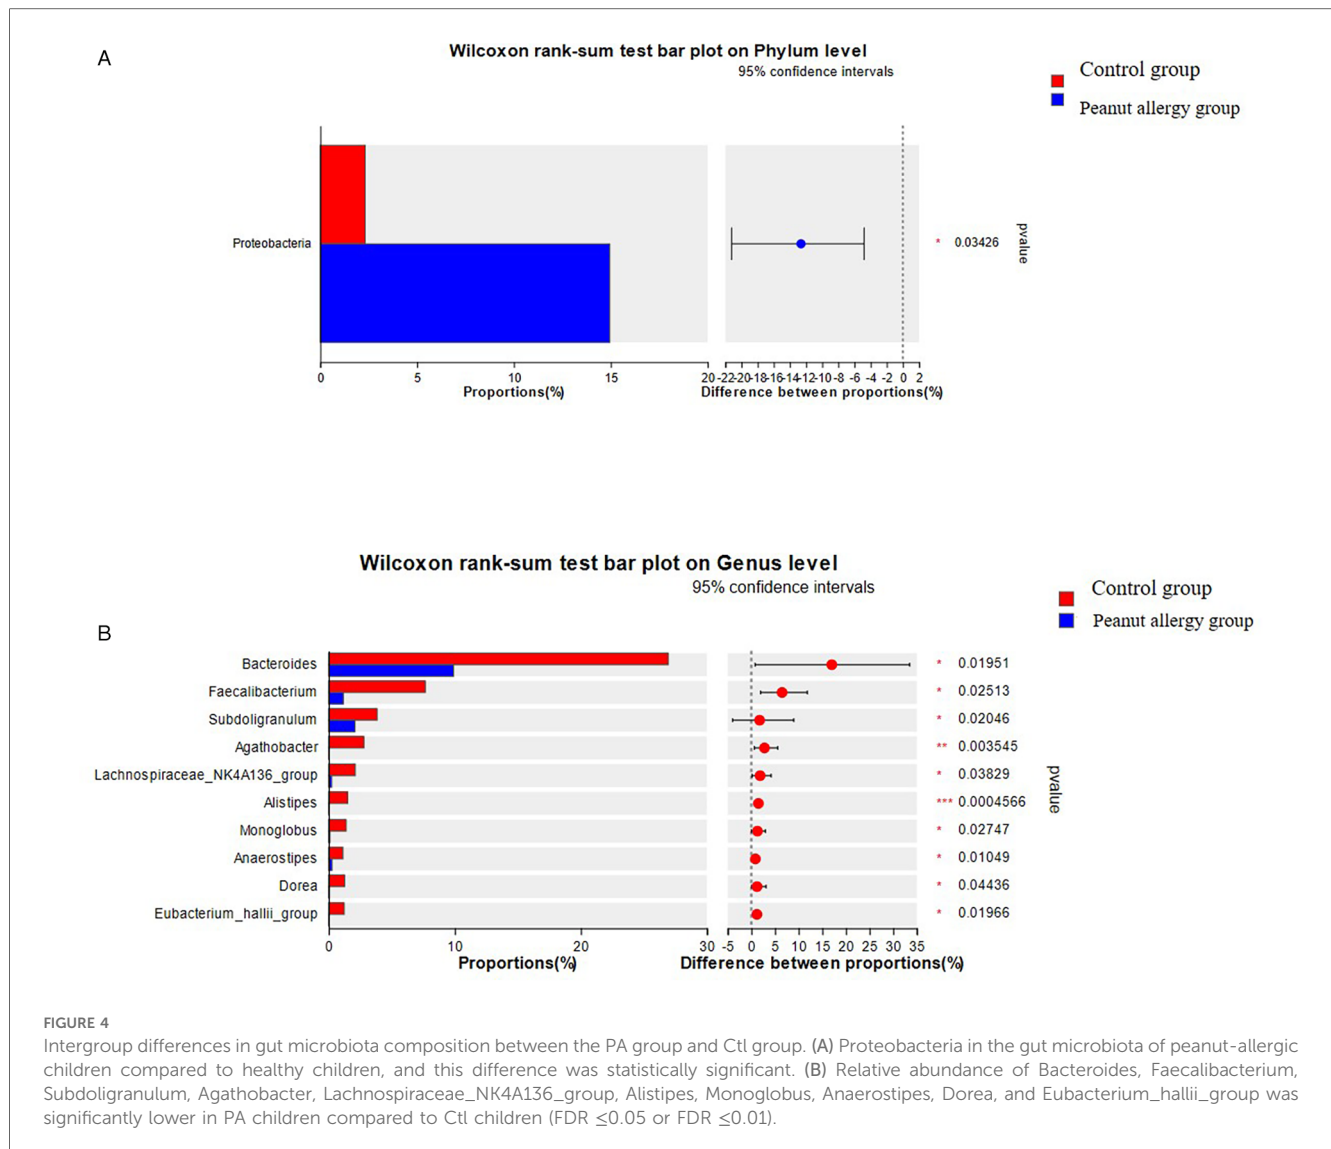 A
Wilcoxon rank-sum test bar plot on Phylum level
95% confidence intervals
Control group
Peanut allergy group
Proteobacteria
* 0.03426
pvalue
0 5 10 15 20
-22 -20 -18 -16 -14 -12 -10 -8 -6 -4 -2 0 2
Proportions(%)
Difference between proportions(%)
Wilcoxon rank-sum test bar plot on Genus level
95% confidence intervals
Control group
Peanut allergy group
B
Bacteroides * 0.01951
Faecalibacterium * 0.02513
Subdoligranulum * 0.02046
Agathobacter ** 0.003545
Lachnospiraceae_NK4A136_group * 0.03829
Alistipes *** 0.0004566
Monoglobus * 0.02747
Anaerostipes * 0.01049
Dorea * 0.04436
Eubacterium_hallii_group * 0.01966
pvalue
0 10 20 30
-5 0 5 10 15 20 25 30 35
Proportions(%)
Difference between proportions(%)
FIGURE 4
Intergroup differences in gut microbiota composition between the PA group and Ctl group. (A) Proteobacteria in the gut microbiota of peanut-allergic
children compared to healthy children, and this difference was statistically significant. (B) Relative abundance of Bacteroides, Faecalibacterium,
Subdoligranulum, Agathobacter, Lachnospiraceae_NK4A136_group, Alistipes, Monoglobus, Anaerostipes, Dorea, and Eubacterium_hallii_group was
significantly lower in PA children compared to Ctl children (FDR ≤0.05 or FDR ≤0.01).